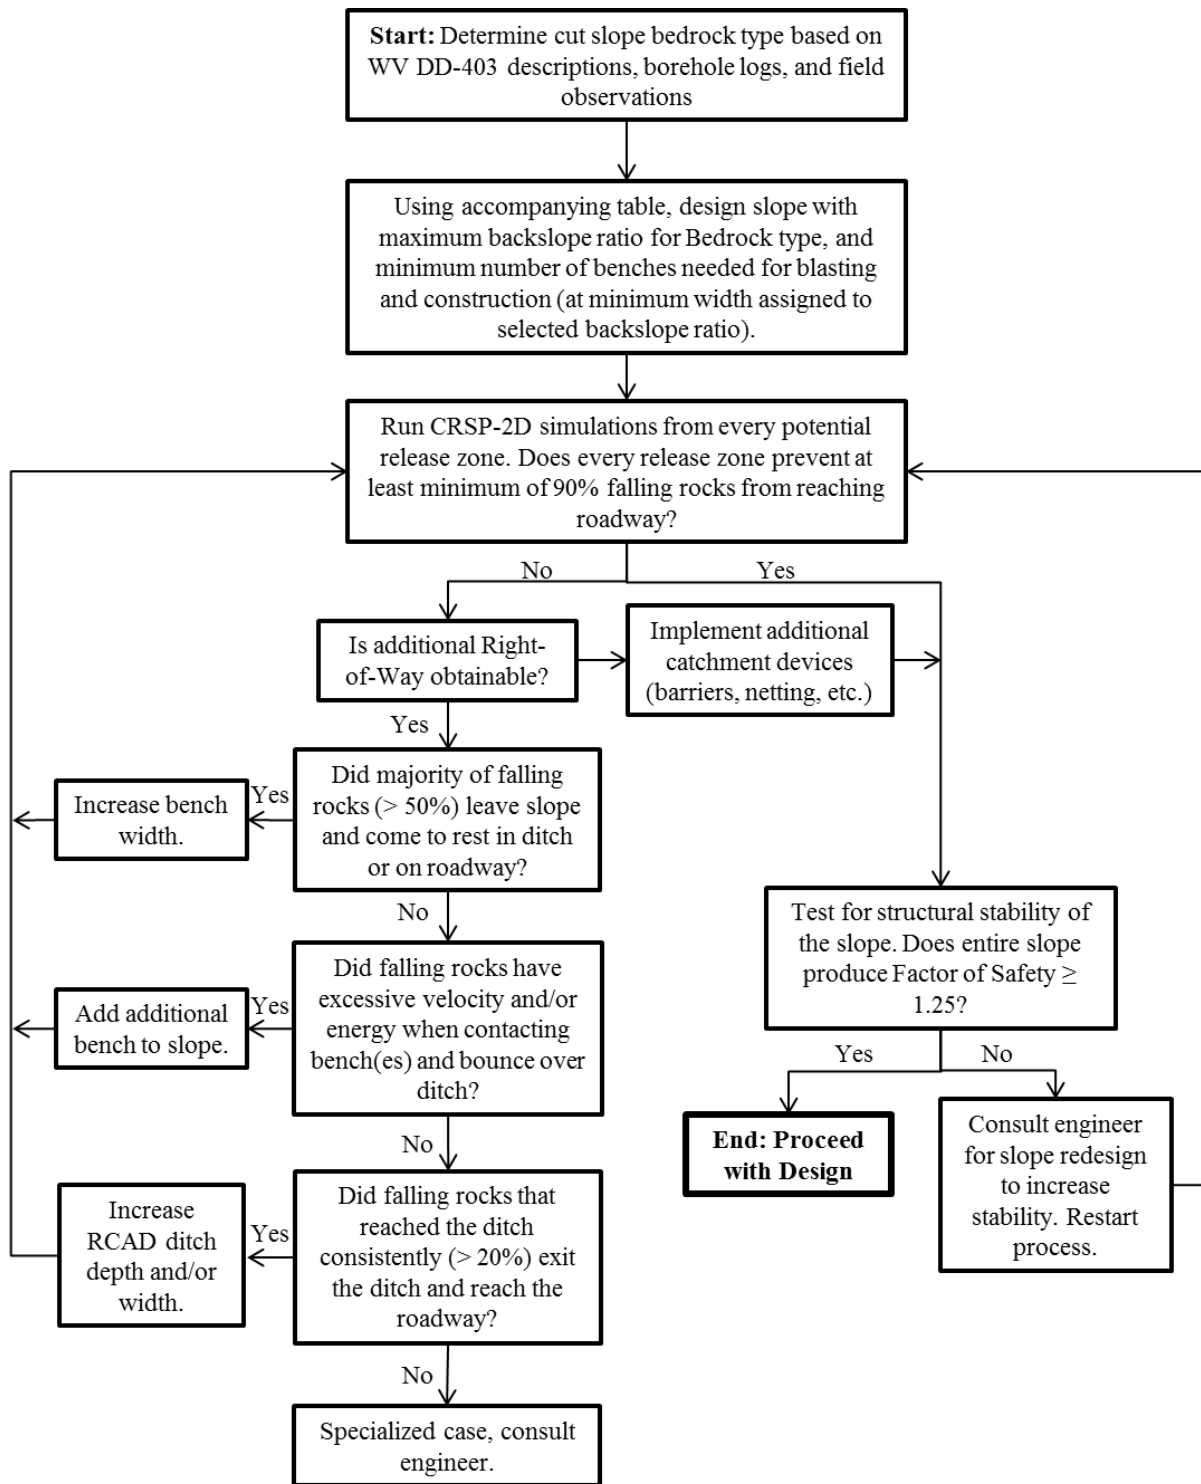 Start: Determine cut slope bedrock type based on
WV DD-403 descriptions, borehole logs, and field
observations
Using accompanying table, design slope with
maximum backslope ratio for Bedrock type, and
minimum number of benches needed for blasting
and construction (at minimum width assigned to
selected backslope ratio).
Run CRSP-2D simulations from every potential
release zone. Does every release zone prevent at
least minimum of 90% falling rocks from reaching
roadway?
No
Yes
Is additional Right-
of-Way obtainable?
Implement additional
catchment devices
(barriers, netting, etc.)
Yes
Did majority of falling
rocks (> 50%) leave slope
and come to rest in ditch
or on roadway?
Yes
Increase bench
width.
No
Did falling rocks have
excessive velocity and/or
energy when contacting
bench(es) and bounce over
ditch?
Yes
Add additional
bench to slope.
No
Did falling rocks that
reached the ditch
consistently (> 20%) exit
the ditch and reach the
roadway?
Yes
Increase
RCAD ditch
depth and/or
width.
No
Specialized case, consult
engineer.
Test for structural stability of
the slope. Does entire slope
produce Factor of Safety ≥
1.25?
Yes
No
End: Proceed
with Design
Consult engineer
for slope redesign
to increase
stability. Restart
process.